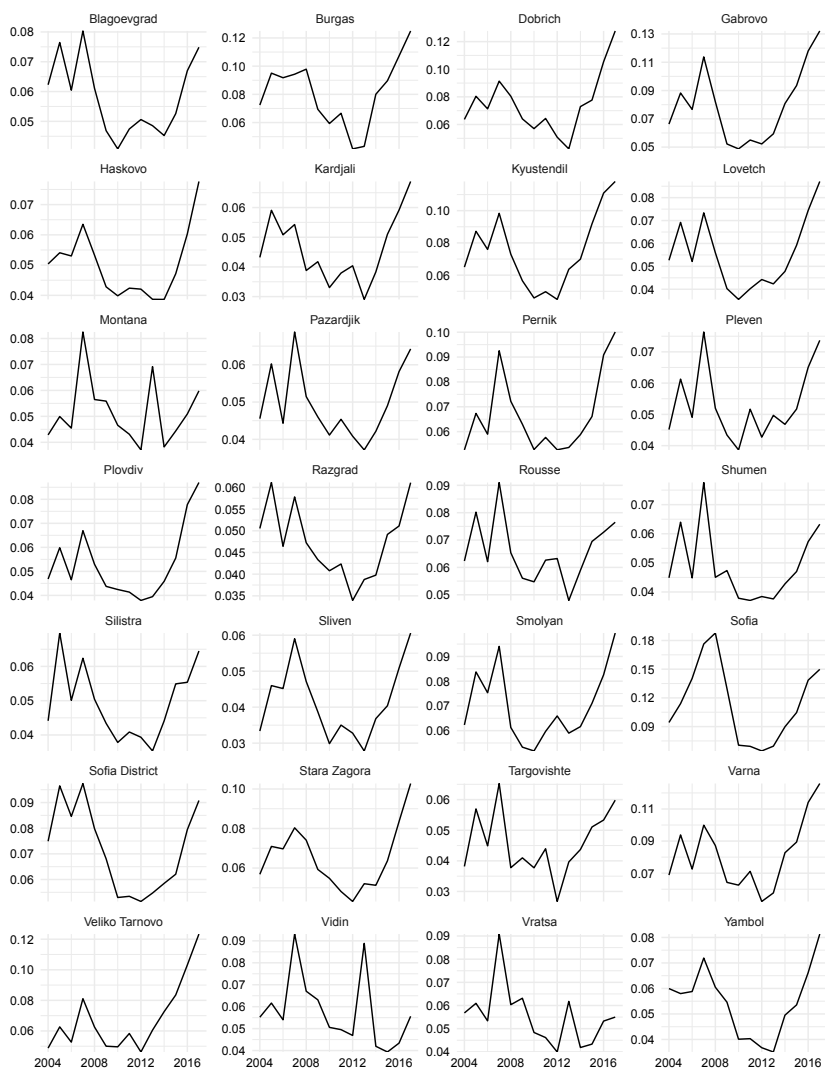 Blagoevgrad Burgas Dobrich Gabrovo
0.08 0.12 0.12 0.13
0.05 0.10 0.10 0.11
0.08 0.08 0.09
0.06 0.06 0.07
0.05
Haskovo Kardjali Kyustendil Lovetch
0.07 0.06 0.10 0.08
0.06 0.05 0.08 0.07
0.05 0.04 0.06 0.06
0.04 0.03 0.05
0.04
Montana Pazardjik Pernik Pleven
0.08 0.06 0.10 0.07
0.07 0.04 0.09 0.06
0.06 0.08 0.05
0.05 0.07 0.04
0.04 0.06
Plovdiv Razgrad Rousse Shumen
0.08 0.060 0.09 0.07
0.07 0.055 0.08 0.06
0.06 0.050 0.07 0.05
0.05 0.045 0.06 0.04
0.04 0.040 0.05
0.035
Silistra Sliven Smolyan Sofia
0.06 0.06 0.09 0.18
0.05 0.05 0.08 0.15
0.04 0.04 0.07 0.12
0.03 0.06 0.09
Sofia District Stara Zagora Targovishte Varna
0.09 0.10 0.06 0.11
0.08 0.08 0.05 0.09
0.07 0.06 0.04 0.07
0.06 0.03
Veliko Tarnovo Vidin Vratsa Yambol
0.12 0.09 0.09 0.08
0.10 0.08 0.08 0.07
0.08 0.07 0.07 0.06
0.06 0.06 0.06 0.05
0.05 0.05 0.04
0.04 0.04
2004 2008 2012 2016 2004 2008 2012 2016 2004 2008 2012 2016 2004 2008 2012 2016